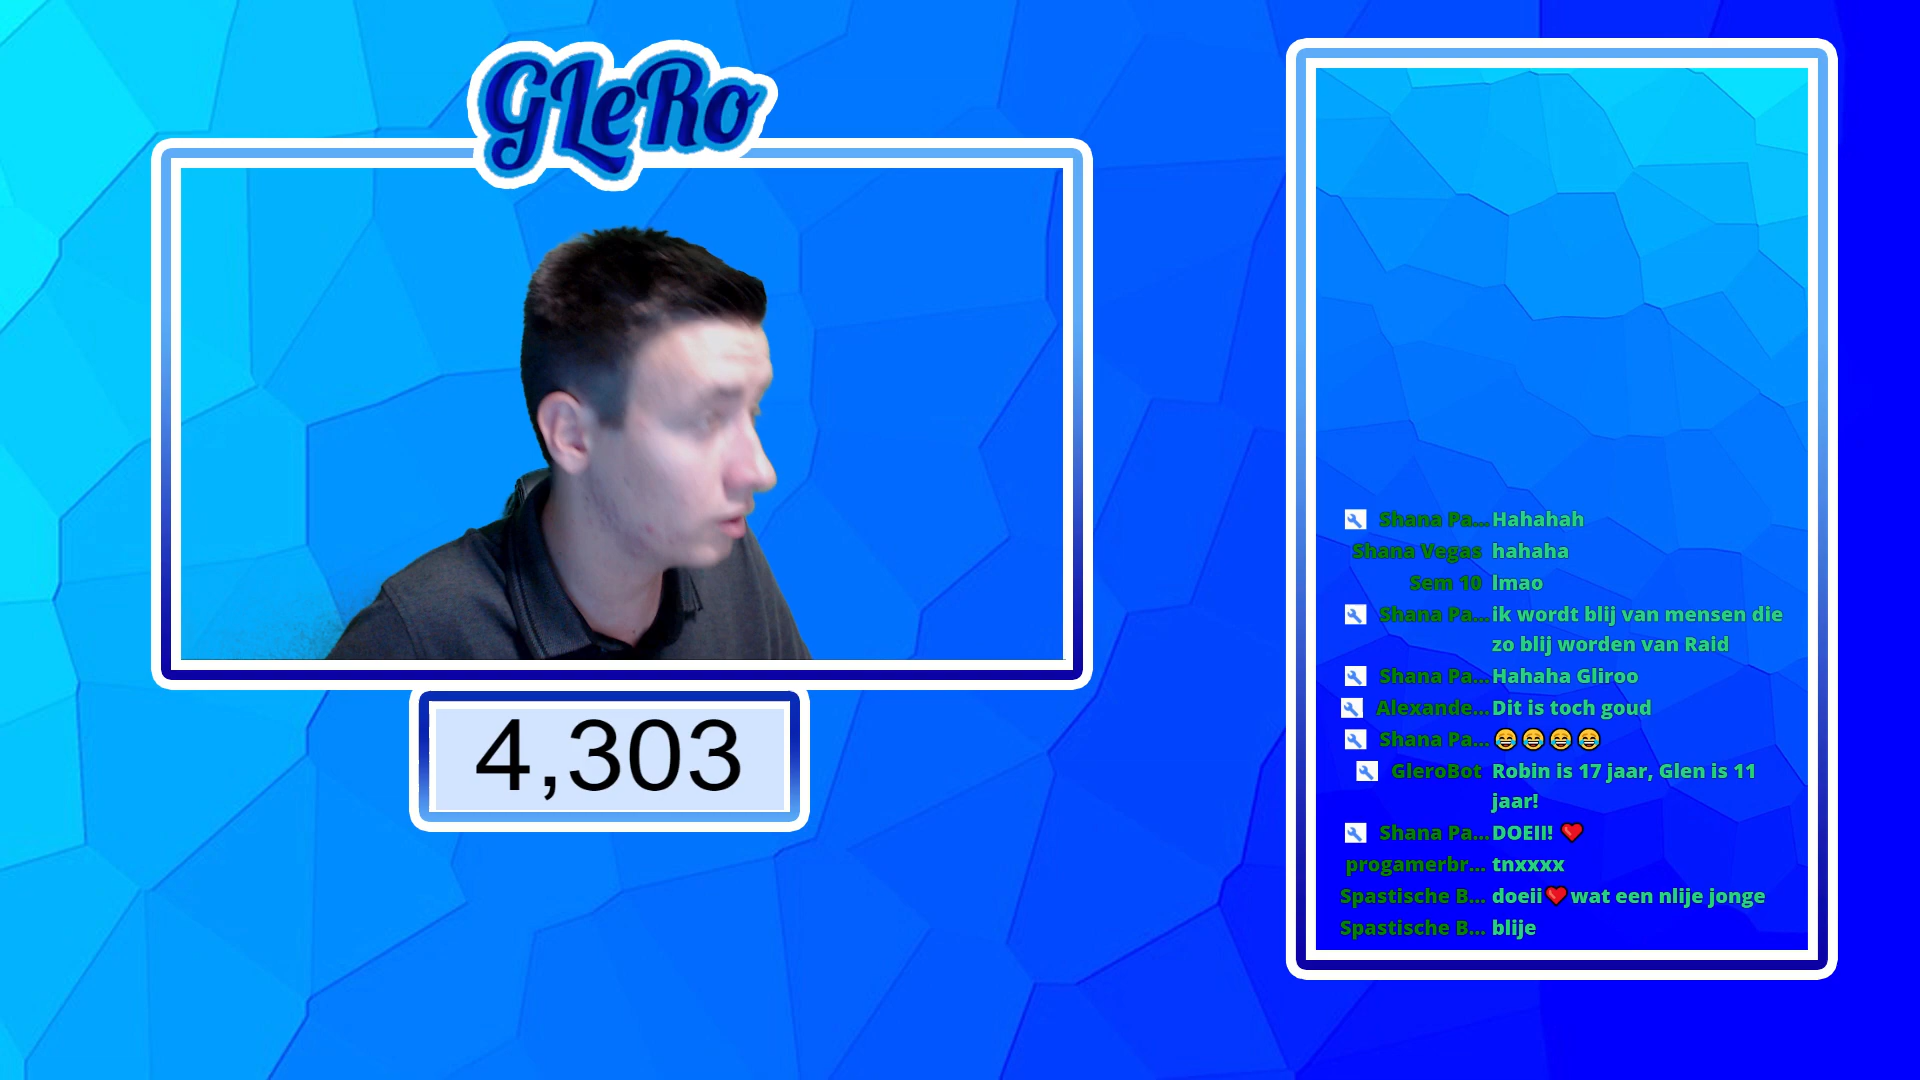 GLeRo
4,303
Shana Pa... Hahahah
Shana Vegas hahaha
Sem 10 lmao
Shana Pa... ik wordt blij van mensen die
zo blij worden van Raid
Shana Pa... Hahaha Gliroo
Alexande... Dit is toch goud
Shana Pa... 😂😂😂😂
GleroBot Robin is 17 jaar, Glen is 11
jaar!
Shana Pa... DOEII! ❤
progamerbr... tnxxxx
Spastische B... doeii❤wat een nlije jonge
Spastische B... blije